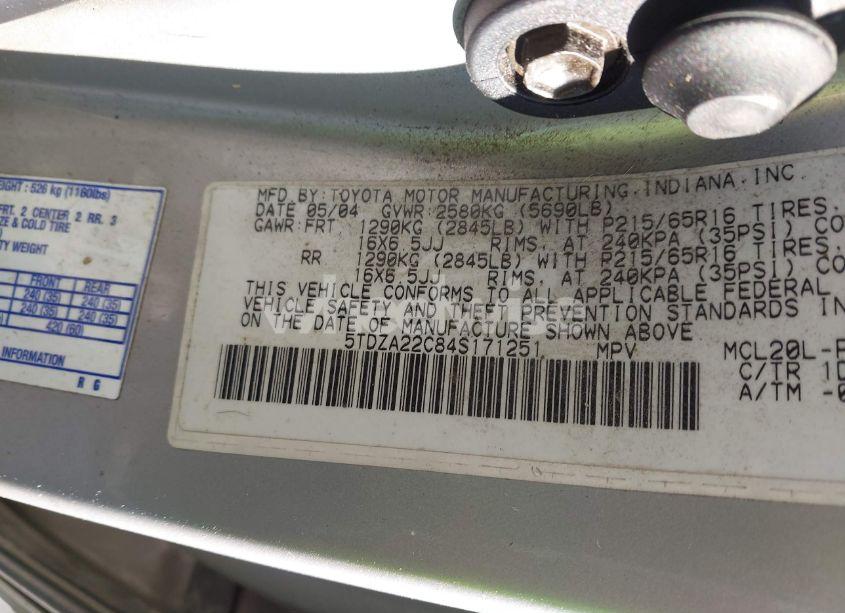 EIGHT : 526 kg (1160lbs)
FRT. 2 CENTER 2 RR. 3
ZE & COLD TIRE
TY WEIGHT
FRONT REAR
240 (35) 240 (35)
240 (35) 240 (35)
420 (60)
INFORMATION
R G
MFD.BY:TOYOTA MOTOR MANUFACTURING.INDIANA.INC.
DATE 05/04 GVWR:2580KG (5690LB)
GAWR:FRT 1290KG (2845LB) WITH P215/65R16 TIRES.
16X6.5JJ RIMS. AT 240KPA (35PSI) CO
RR 1290KG (2845LB) WITH P215/65R16 TIRES.
16X6.5JJ RIMS. AT 240KPA (35PSI) CO
THIS VEHICLE CONFORMS TO ALL APPLICABLE FEDERAL
VEHICLE SAFETY AND THEFT PREVENTION STANDARDS IN
ON THE DATE OF MANUFACTURE SHOWN ABOVE
5TDZA22C84S171251 MPV MCL20L-P
C/TR 1D
A/TM -0